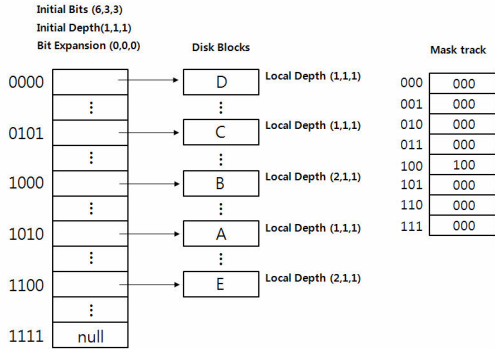 Initial Bits (6,3,3)
Initial Depth(1,1,1)
Bit Expansion (0,0,0)
Disk Blocks
Mask track
0000 D Local Depth (1,1,1)
0101 C Local Depth (1,1,1)
1000 B Local Depth (2,1,1)
1010 A Local Depth (1,1,1)
1100 E Local Depth (2,1,1)
1111 null
000 000
001 000
010 000
011 000
100 100
101 000
110 000
111 000